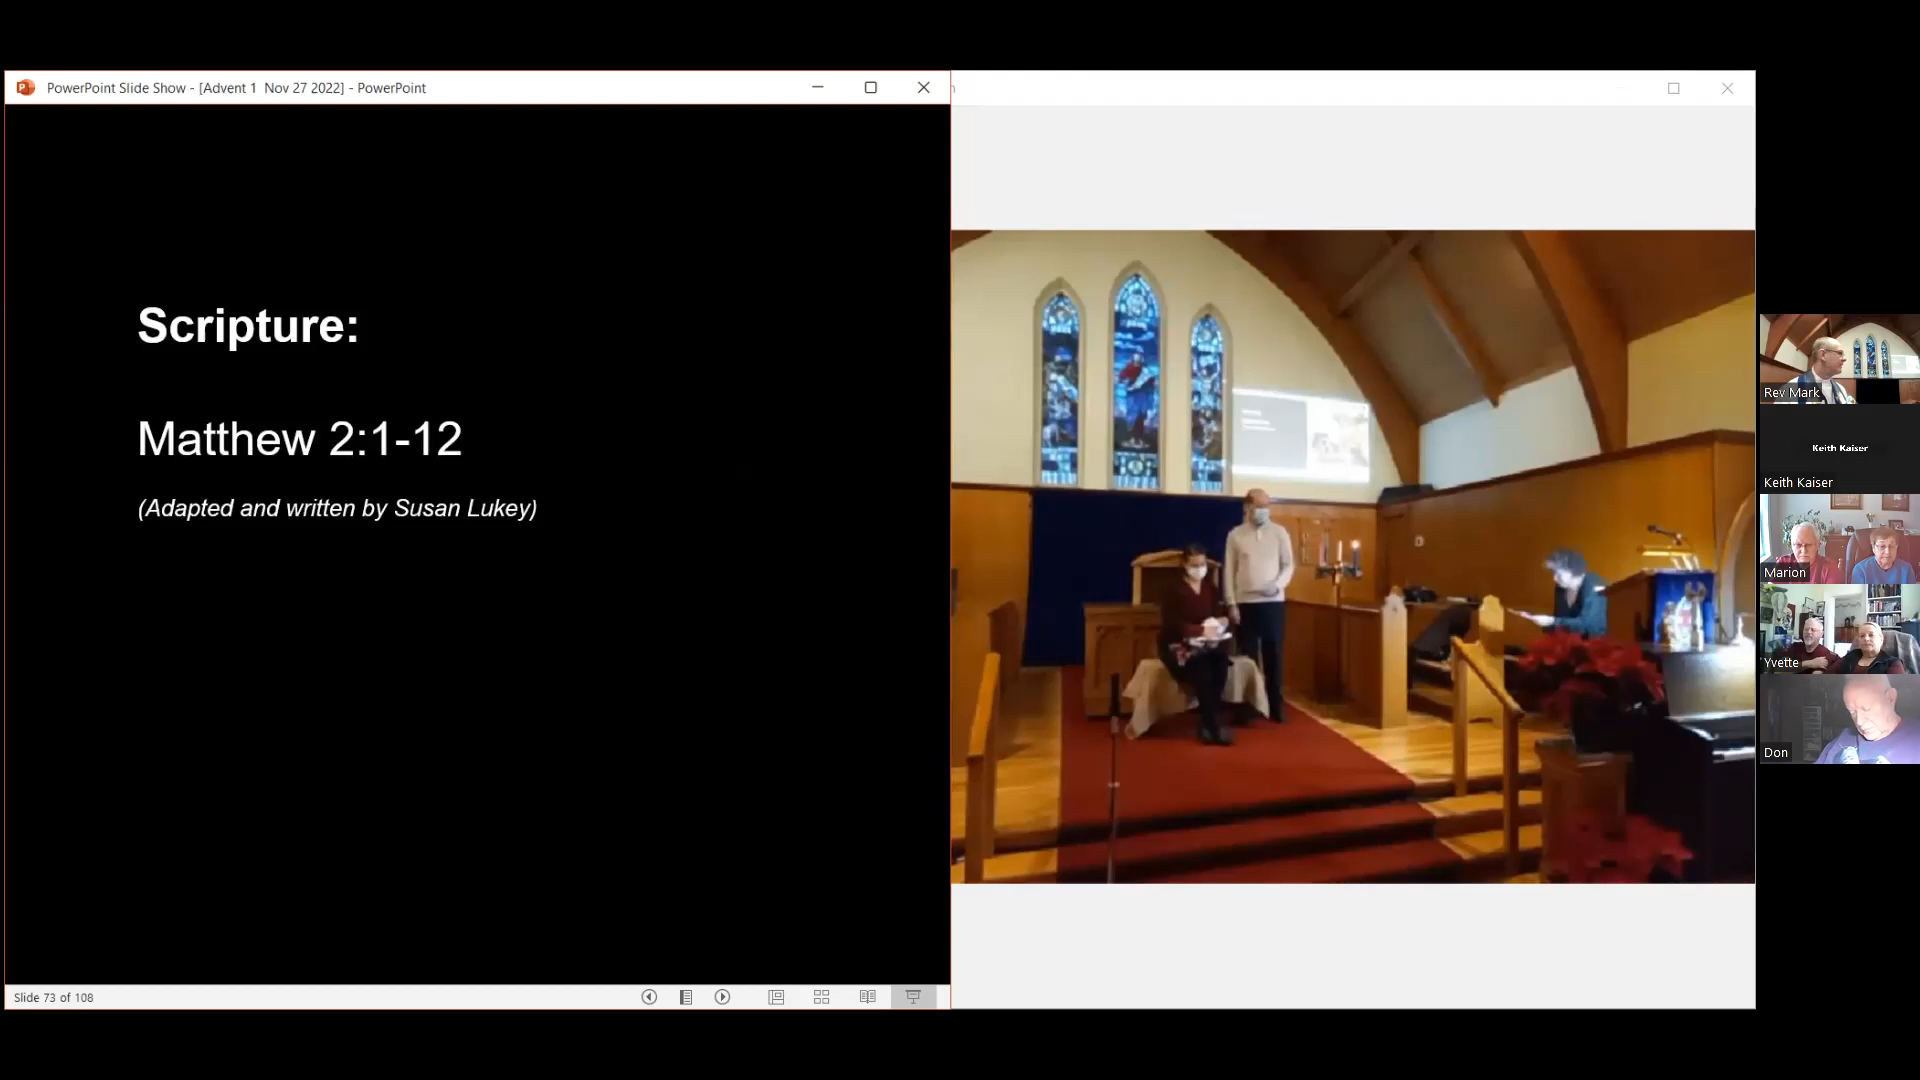 PowerPoint Slide Show - [Advent 1 Nov 27 2022] - PowerPoint
Scripture:
Matthew 2:1-12
(Adapted and written by Susan Lukey)
Slide 73 of 108
Rev Mark
Keith Kaiser
Keith Kaiser
Marion
Yvette
Don